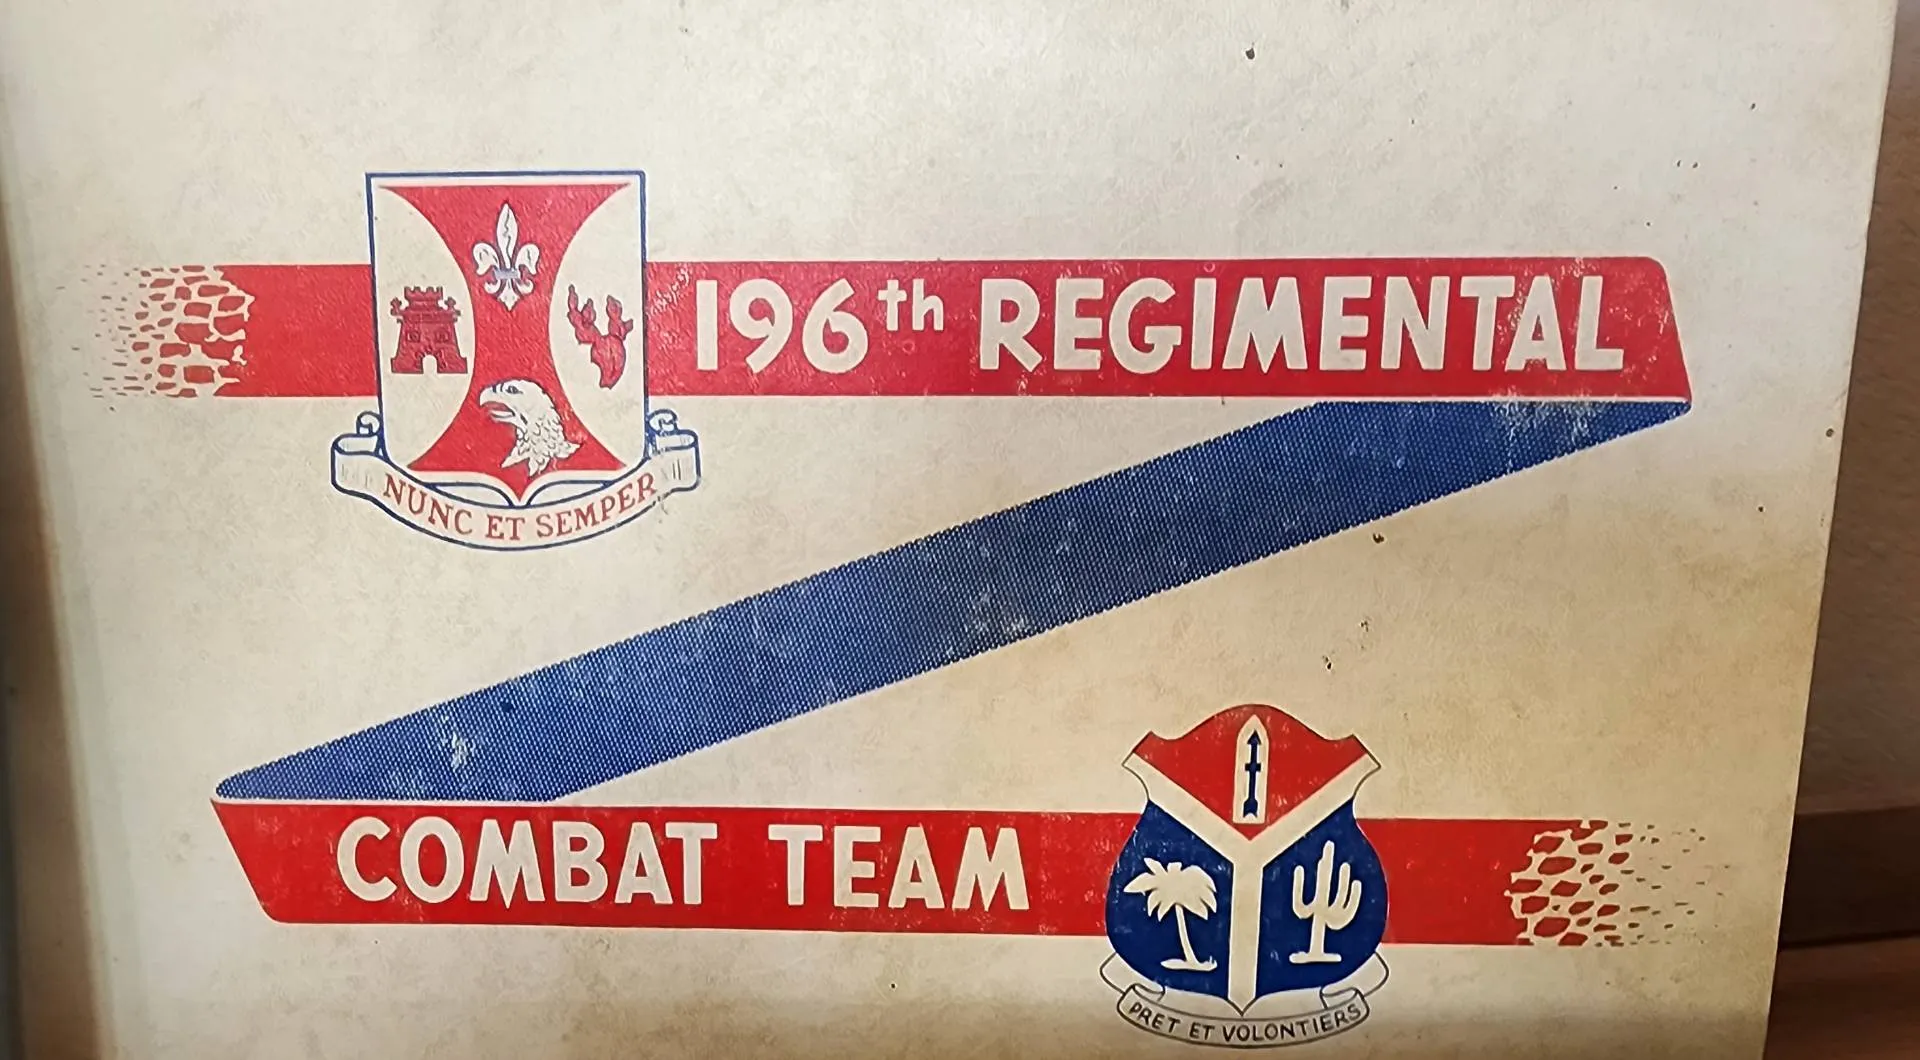 196th REGIMENTAL
NUNC ET SEMPER
COMBAT TEAM
PRET ET VOLONTIERS